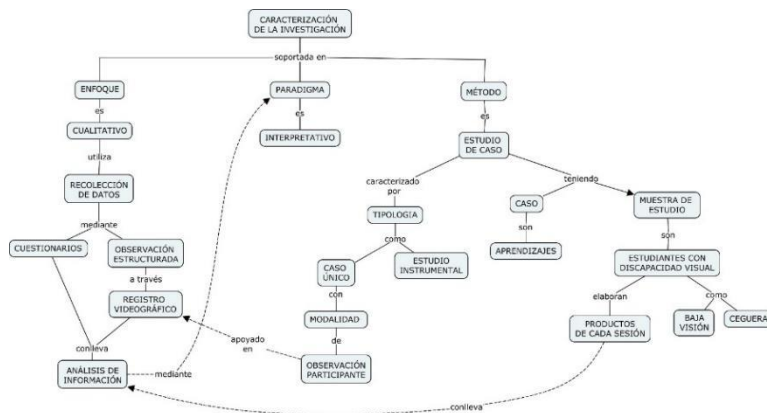 CARACTERIZACIÓN
DE LA INVESTIGACIÓN
soportada en
ENFOQUE
PARADIGMA
MÉTODO
es
es
es
CUALITATIVO
INTERPRETATIVO
ESTUDIO
DE CASO
utiliza
caracterizado
por
teniendo
RECOLECCIÓN
DE DATOS
TIPOLOGIA
CASO
MUESTRA DE
ESTUDIO
mediante
como
son
son
CUESTIONARIOS
OBSERVACIÓN
ESTRUCTURADA
CASO
ÚNICO
ESTUDIO
INSTRUMENTAL
APRENDIZAJES
ESTUDIANTES CON
DISCAPACIDAD VISUAL
a través
con
elaboran
como
REGISTRO
VIDEOGRÁFICO
MODALIDAD
PRODUCTOS
DE CADA SESIÓN
BAJA
VISIÓN
CEGUERA
conlleva
apoyado
en
de
ANÁLISIS DE
INFORMACIÓN
mediante
OBSERVACIÓN
PARTICIPANTE
conlleva